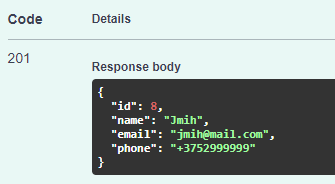 Code Details
201
Response body
{
"id": 8,
"name": "Jmih",
"email": "jmih@mail.com",
"phone": "+3752999999"
}